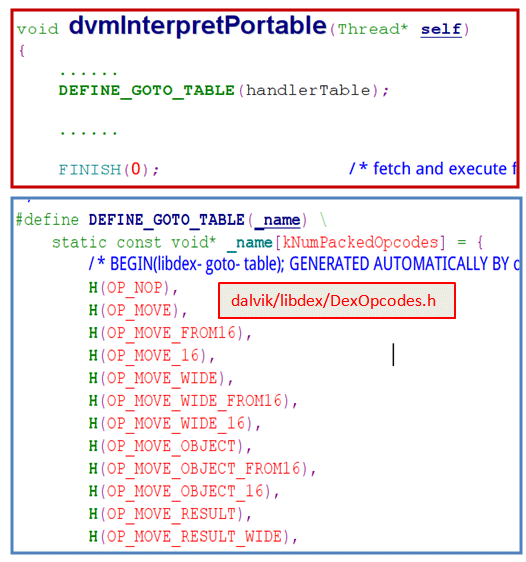 void dvmInterpretPortable(Thread* self)
{
......
DEFINE_GOTO_TABLE(handlerTable);
......
FINISH(0); /* fetch and execute f
#define DEFINE_GOTO_TABLE(_name) \
static const void* _name[kNumPackedOpcodes] = {
/* BEGIN(libdex- goto- table); GENERATED AUTOMATICALLY BY o
H(OP_NOP),
dalvik/libdex/DexOpcodes.h
H(OP_MOVE),
H(OP_MOVE_FROM16),
H(OP_MOVE_16),
H(OP_MOVE_WIDE),
H(OP_MOVE_WIDE_FROM16),
H(OP_MOVE_WIDE_16),
H(OP_MOVE_OBJECT),
H(OP_MOVE_OBJECT_FROM16),
H(OP_MOVE_OBJECT_16),
H(OP_MOVE_RESULT),
H(OP_MOVE_RESULT_WIDE),